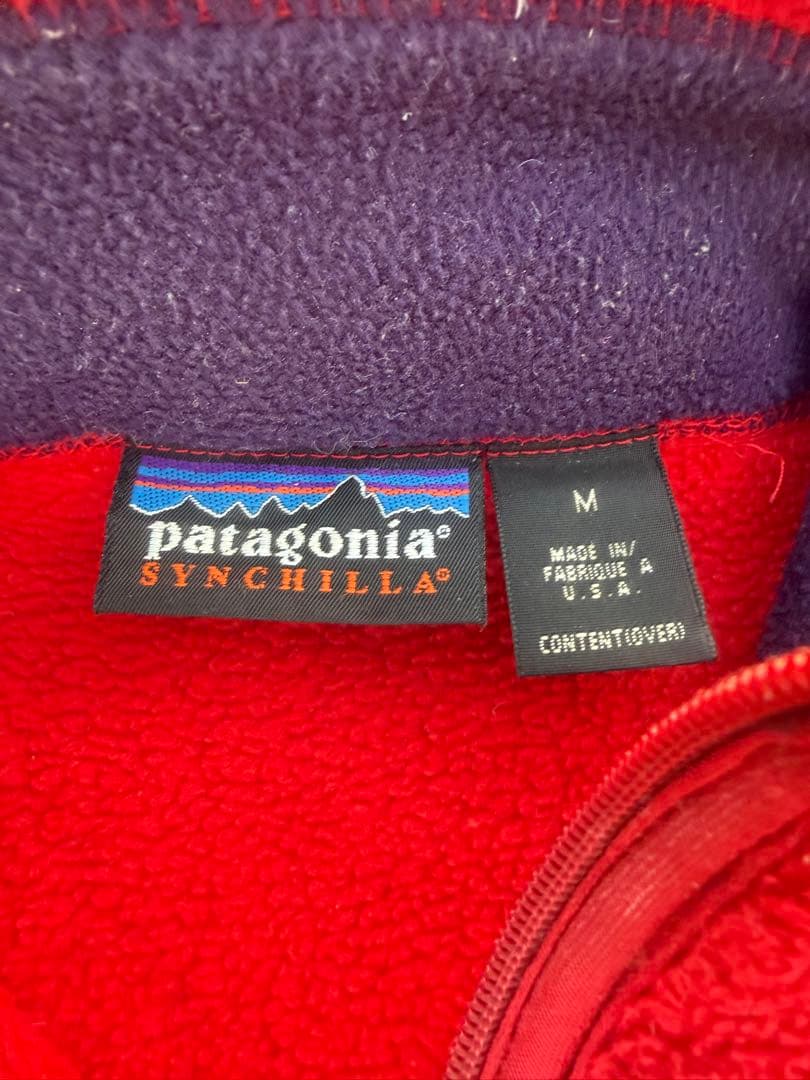 patagonia®
SYNCHILLA®
M
MADE IN/
FABRIQUE A
U.S.A.
CONTENT(OVER)